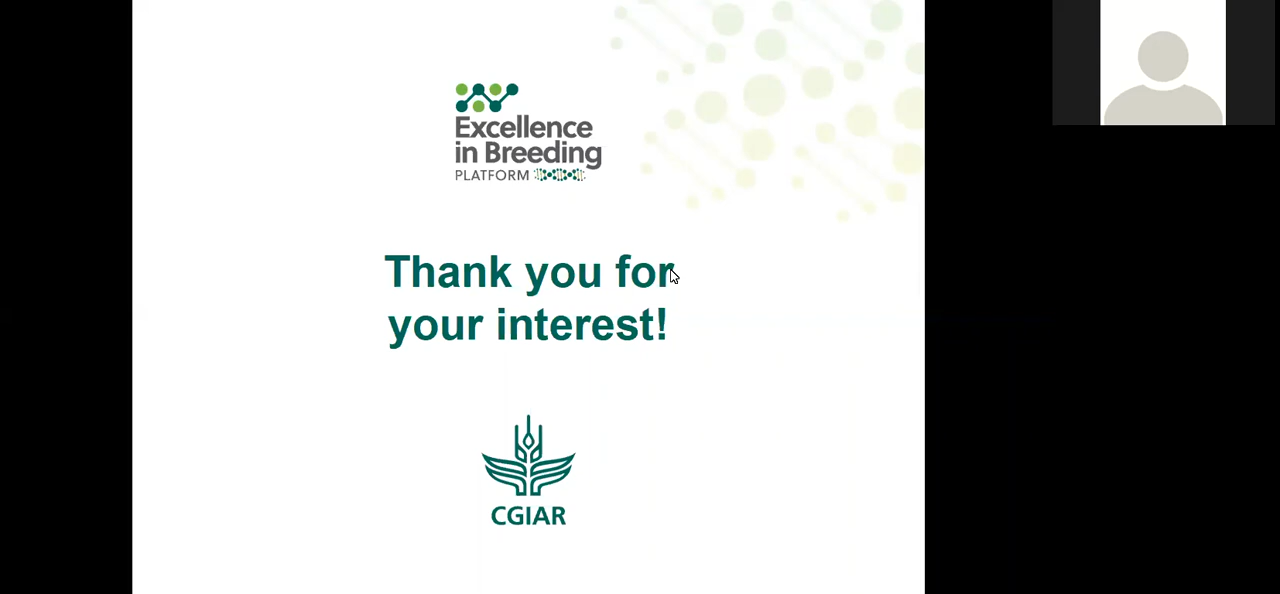 Excellence
in Breeding
PLATFORM
Thank you for
your interest!
CGIAR